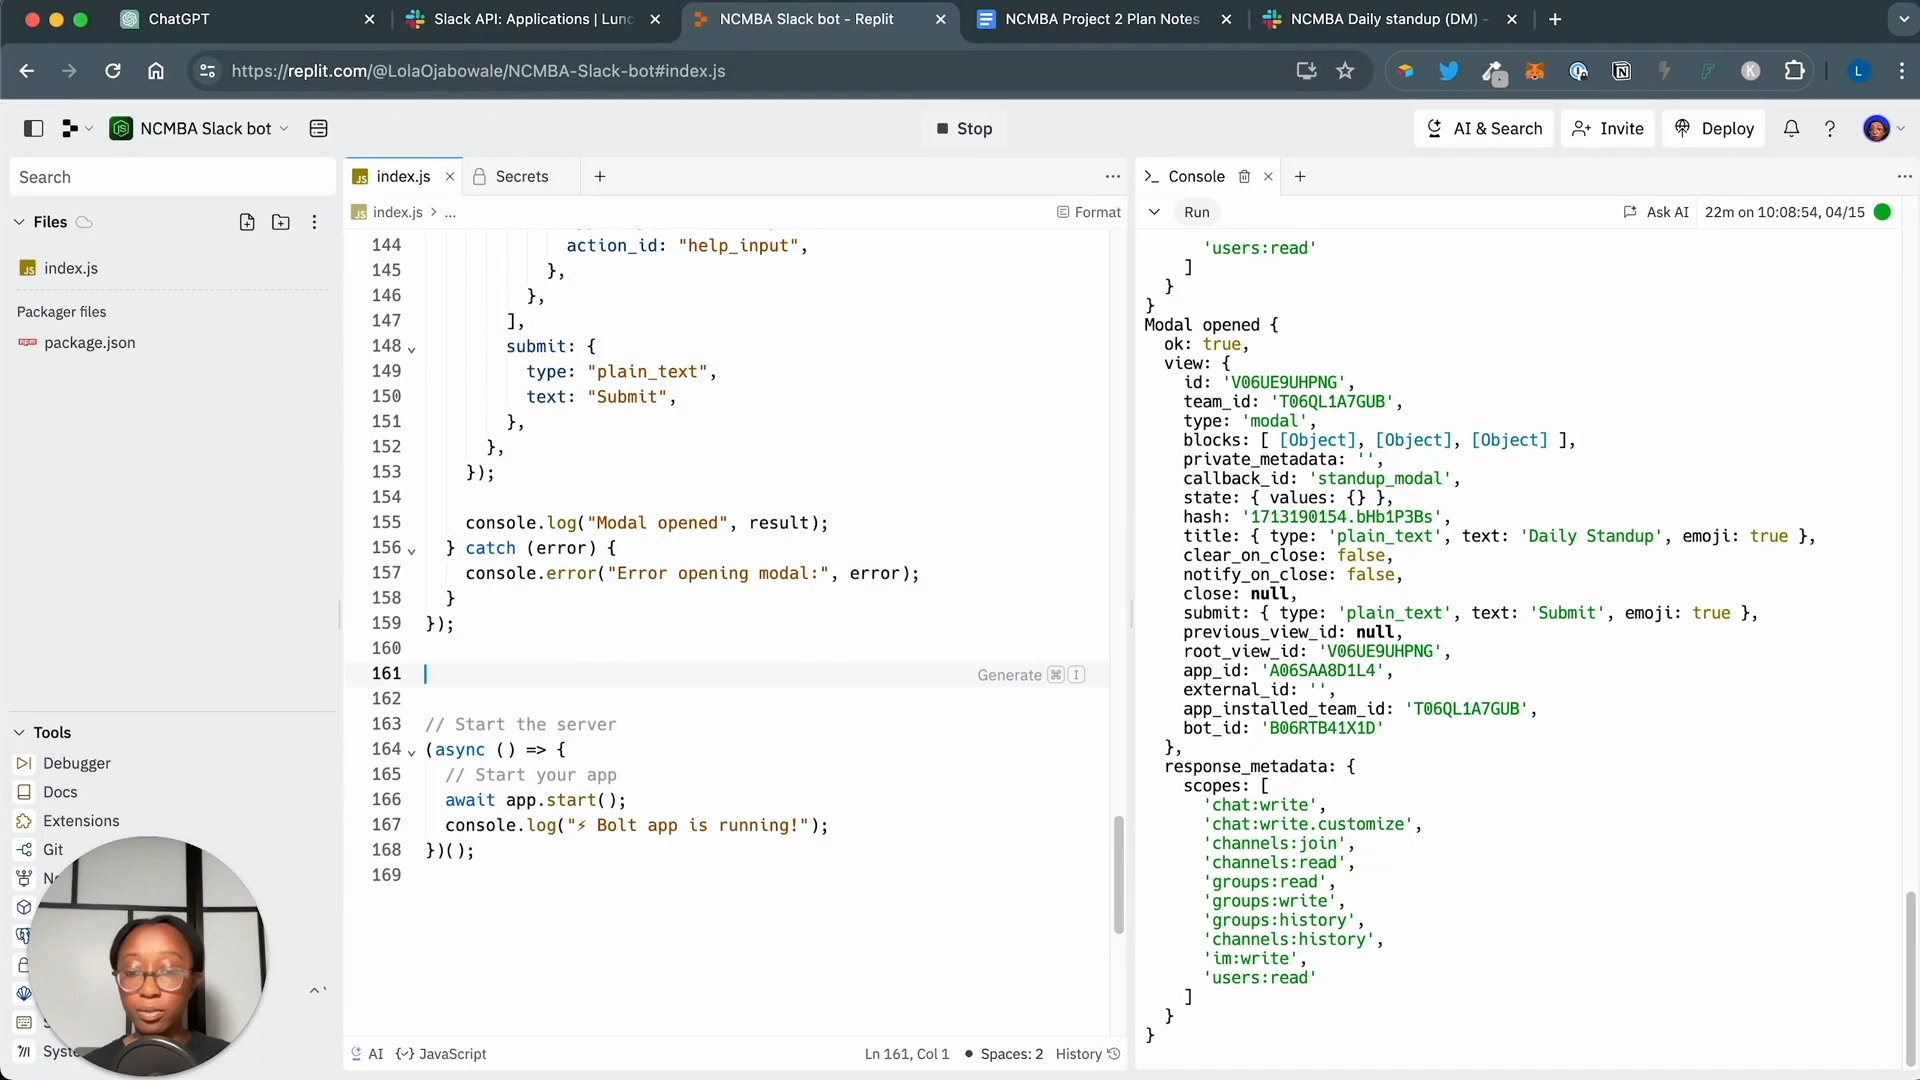 ChatGPT
Slack API: Applications | Lunc
NCMBA Slack bot - Replit
NCMBA Project 2 Plan Notes
NCMBA Daily standup (DM) -
https://replit.com/@LolaOjabowale/NCMBA-Slack-bot#index.js
K
L
NCMBA Slack bot
Stop
AI & Search
Invite
Deploy
Search
Files
index.js
Packager files
package.json
Tools
Debugger
Docs
Extensions
Git
index.js
Secrets
index.js > ...
Format
144 action_id: "help_input",
145 },
146 },
147 ],
148 submit: {
149 type: "plain_text",
150 text: "Submit",
151 },
152 },
153 });
154
155 console.log("Modal opened", result);
156 } catch (error) {
157 console.error("Error opening modal:", error);
158 }
159 });
160
161 Generate ⌘ I
162
163 // Start the server
164 (async () => {
165 // Start your app
166 await app.start();
167 console.log("⚡ Bolt app is running!");
168 })();
169
AI JavaScript
Ln 161, Col 1 • Spaces: 2 History
Console
Run
Ask AI
22m on 10:08:54, 04/15
'users:read'
]
}
}
Modal opened {
ok: true,
view: {
id: 'V06UE9UHPNG',
team_id: 'T06QL1A7GUB',
type: 'modal',
blocks: [ [Object], [Object], [Object] ],
private_metadata: '',
callback_id: 'standup_modal',
state: { values: {} },
hash: '1713190154.bHb1P3Bs',
title: { type: 'plain_text', text: 'Daily Standup', emoji: true },
clear_on_close: false,
notify_on_close: false,
close: null,
submit: { type: 'plain_text', text: 'Submit', emoji: true },
previous_view_id: null,
root_view_id: 'V06UE9UHPNG',
app_id: 'A06SAA8D1L4',
external_id: '',
app_installed_team_id: 'T06QL1A7GUB',
bot_id: 'B06RTB41X1D'
},
response_metadata: {
scopes: [
'chat:write',
'chat:write.customize',
'channels:join',
'channels:read',
'groups:read',
'groups:write',
'groups:history',
'channels:history',
'im:write',
'users:read'
]
}
}